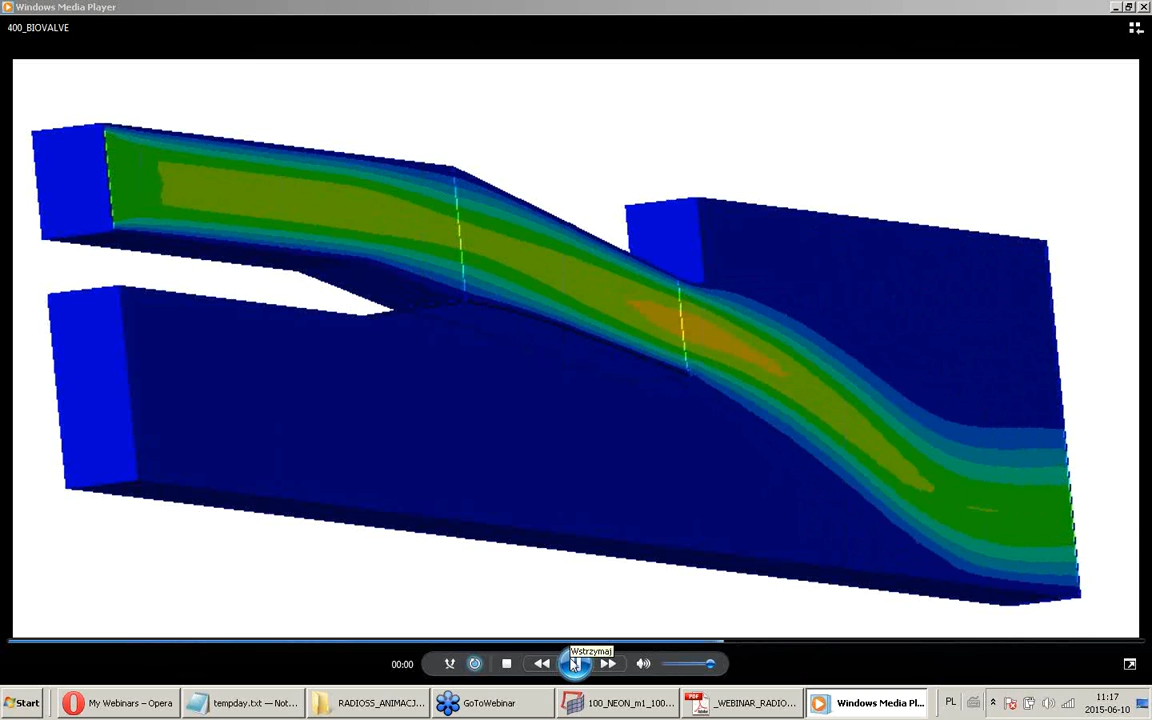 Windows Media Player
400_BIOVALVE
Wstrzymaj
00:00
Start
My Webinars – Opera
tempday.txt — Not...
RADIOSS_ANIMACJ...
GoToWebinar
100_NEON_m1_100...
_WEBINAR_RADIO...
Windows Media Pl...
PL
11:17
2015-06-10